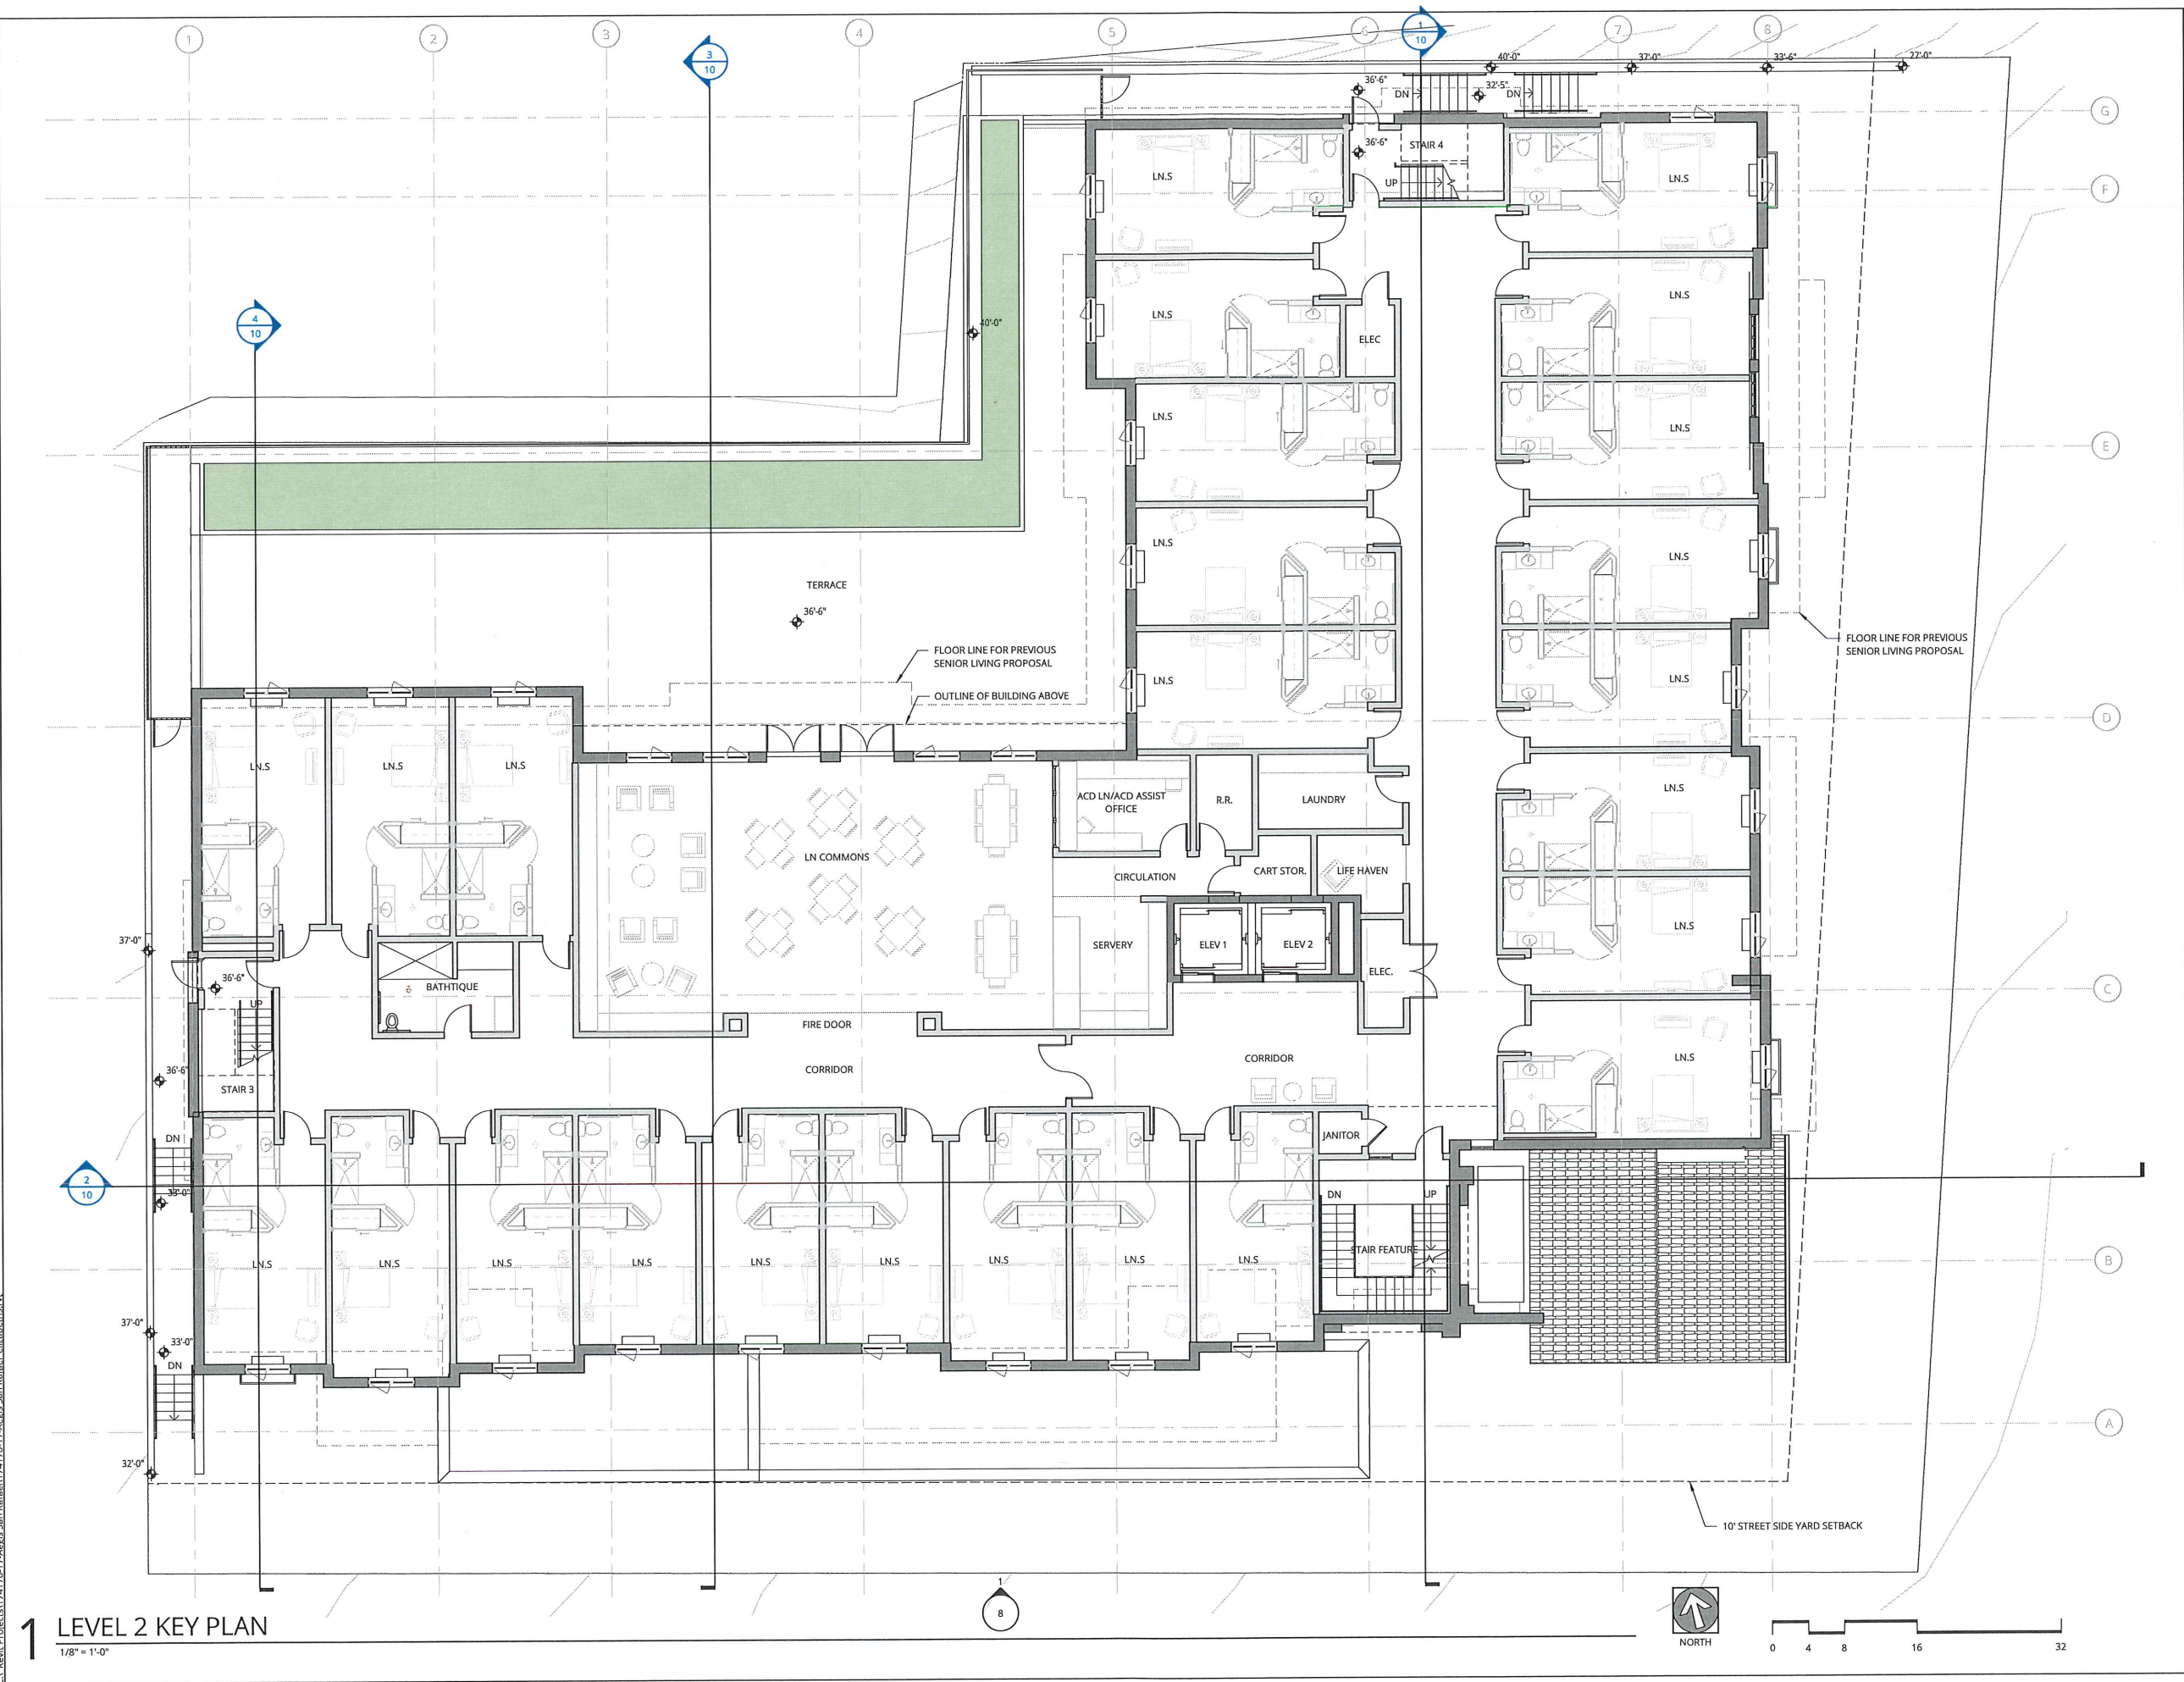 1
2
3
4
5
6
7
8
3
10
1
10
40'-0"
37'-0"
33'-6"
27'-0"
36'-6"
DN
32'-5"
DN
G
36'-6"
STAIR 4
UP
LN.S
LN.S
F
LN.S
LN.S
4
10
40'-0"
ELEC
LN.S
LN.S
E
LN.S
LN.S
TERRACE
36'-6"
FLOOR LINE FOR PREVIOUS
SENIOR LIVING PROPOSAL
FLOOR LINE FOR PREVIOUS
SENIOR LIVING PROPOSAL
OUTLINE OF BUILDING ABOVE
LN.S
LN.S
D
LN.S
LN.S
LN.S
LN.S
ACD LN/ACD ASSIST
OFFICE
R.R.
LAUNDRY
LN COMMONS
CIRCULATION
CART STOR.
LIFE HAVEN
LN.S
37'-0"
SERVERY
ELEV 1
ELEV 2
ELEC.
36'-6"
BATHTIQUE
UP
C
FIRE DOOR
CORRIDOR
CORRIDOR
LN.S
36'-6"
STAIR 3
DN
JANITOR
2
10
33'-0"
DN
UP
STAIR FEATURE
LN.S
LN.S
LN.S
LN.S
LN.S
LN.S
LN.S
LN.S
LN.S
B
37'-0"
33'-0"
DN
A
32'-0"
10' STREET SIDE YARD SETBACK
1
8
1
LEVEL 2 KEY PLAN
1/8" = 1'-0"
NORTH
0
4
8
16
32